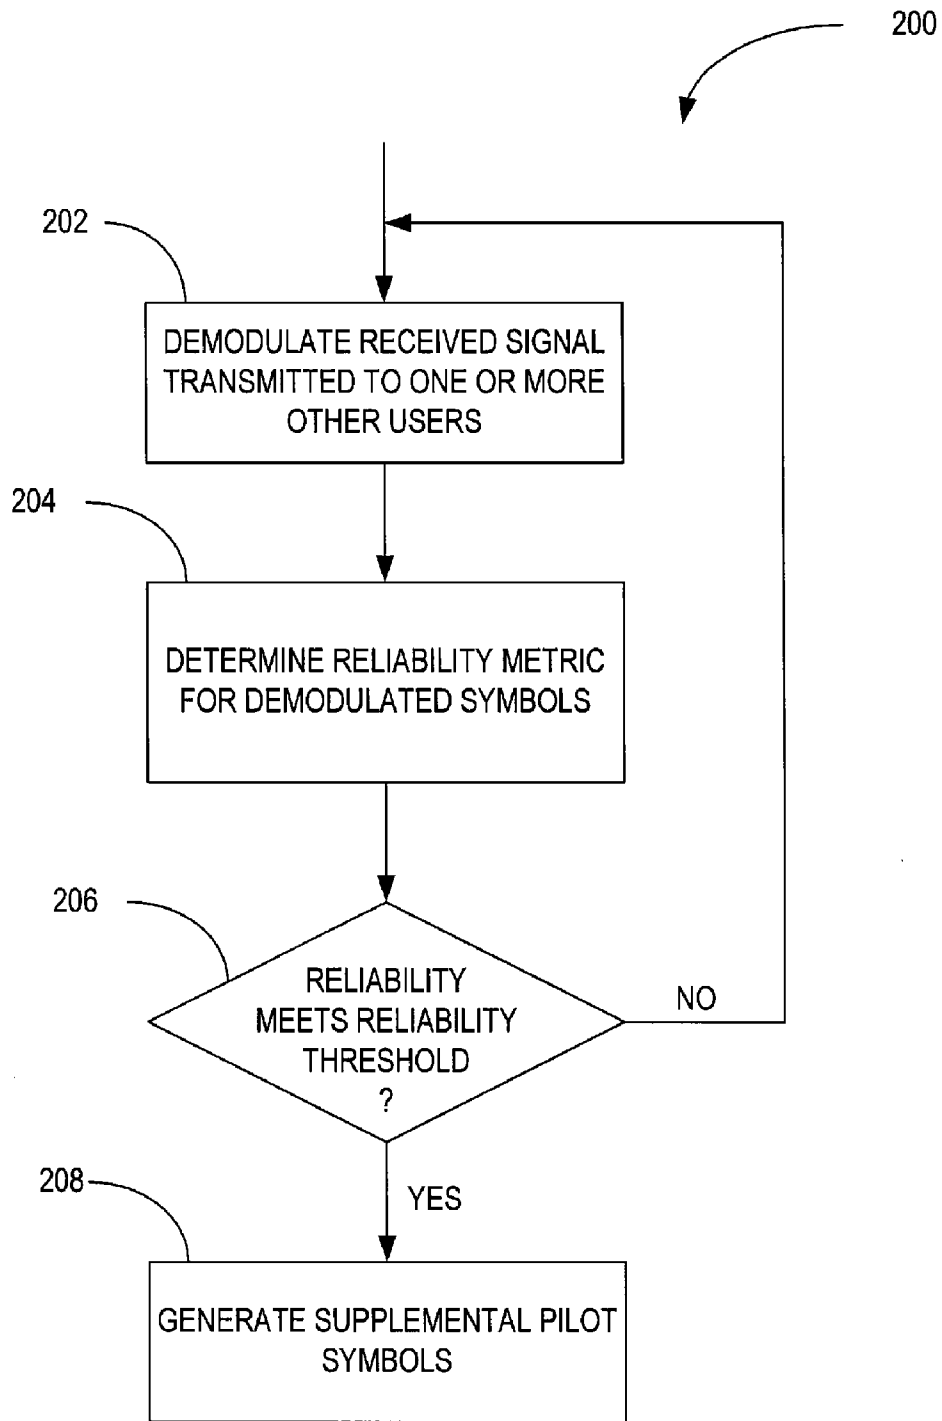 200
202
DEMODULATE RECEIVED SIGNAL
TRANSMITTED TO ONE OR MORE
OTHER USERS
204
DETERMINE RELIABILITY METRIC
FOR DEMODULATED SYMBOLS
206
RELIABILITY
MEETS RELIABILITY
THRESHOLD
?
NO
YES
208
GENERATE SUPPLEMENTAL PILOT
SYMBOLS